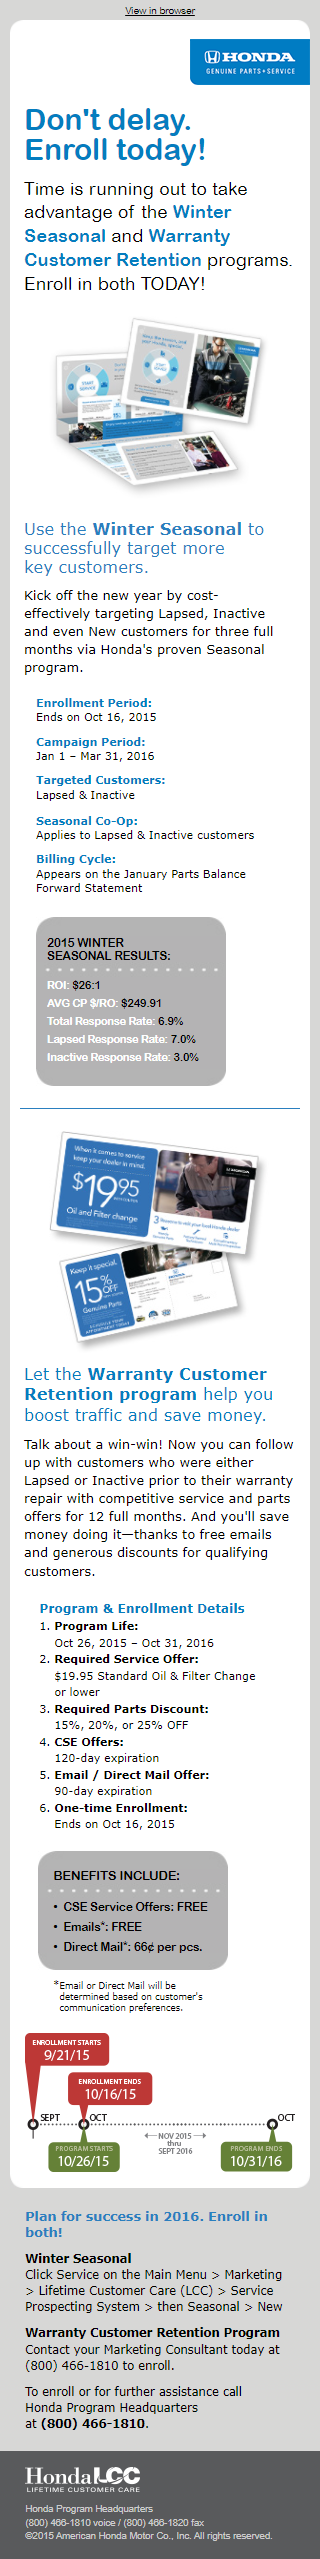 View in browser
HONDA
GENUINE PARTS + SERVICE
Don't delay.
Enroll today!
Time is running out to take
advantage of the Winter
Seasonal and Warranty
Customer Retention programs.
Enroll in both TODAY!
START
SERVICE
Use the Winter Seasonal to
successfully target more
key customers.
Kick off the new year by cost-
effectively targeting Lapsed, Inactive
and even New customers for three full
months via Honda's proven Seasonal
program.
Enrollment Period:
Ends on Oct 16, 2015
Campaign Period:
Jan 1 – Mar 31, 2016
Targeted Customers:
Lapsed & Inactive
Seasonal Co-Op:
Applies to Lapsed & Inactive customers
Billing Cycle:
Appears on the January Parts Balance
Forward Statement
2015 WINTER
SEASONAL RESULTS:
ROI: $26:1
AVG CP $/RO: $249.91
Total Response Rate: 6.9%
Lapsed Response Rate: 7.0%
Inactive Response Rate: 3.0%
When it comes to service
keep your dealer in mind.
$19.95
Oil and Filter change
3 Reasons to visit your local Honda dealer
HONDA
Keep it special.
15% OFF
Genuine Parts
SCHEDULE YOUR
APPOINTMENT TODAY
Let the Warranty Customer
Retention program help you
boost traffic and save money.
Talk about a win-win! Now you can follow
up with customers who were either
Lapsed or Inactive prior to their warranty
repair with competitive service and parts
offers for 12 full months. And you'll save
money doing it—thanks to free emails
and generous discounts for qualifying
customers.
Program & Enrollment Details
1. Program Life:
Oct 26, 2015 – Oct 31, 2016
2. Required Service Offer:
$19.95 Standard Oil & Filter Change
or lower
3. Required Parts Discount:
15%, 20%, or 25% OFF
4. CSE Offers:
120-day expiration
5. Email / Direct Mail Offer:
90-day expiration
6. One-time Enrollment:
Ends on Oct 16, 2015
BENEFITS INCLUDE:
• CSE Service Offers: FREE
• Emails*: FREE
• Direct Mail*: 66¢ per pcs.
*Email or Direct Mail will be
determined based on customer's
communication preferences.
ENROLLMENT STARTS
9/21/15
ENROLLMENT ENDS
10/16/15
SEPT
OCT
OCT
PROGRAM STARTS
10/26/15
NOV 2015
thru
SEPT 2016
PROGRAM ENDS
10/31/16
Plan for success in 2016. Enroll in
both!
Winter Seasonal
Click Service on the Main Menu > Marketing
> Lifetime Customer Care (LCC) > Service
Prospecting System > then Seasonal > New
Warranty Customer Retention Program
Contact your Marketing Consultant today at
(800) 466-1810 to enroll.
To enroll or for further assistance call
Honda Program Headquarters
at (800) 466-1810.
Honda LCC
LIFETIME CUSTOMER CARE
Honda Program Headquarters
(800) 466-1810 voice / (800) 466-1820 fax
©2015 American Honda Motor Co., Inc. All rights reserved.